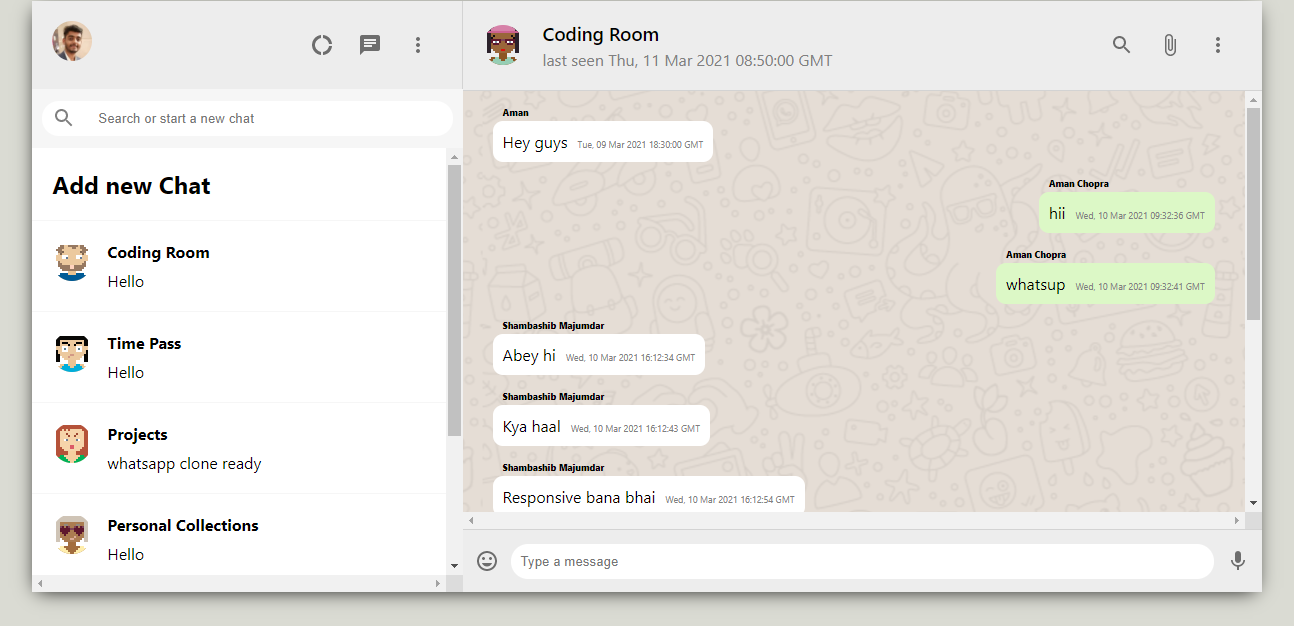 Search or start a new chat
Add new Chat
Coding Room
Hello
Time Pass
Hello
Projects
whatsapp clone ready
Personal Collections
Hello
Coding Room
last seen Thu, 11 Mar 2021 08:50:00 GMT
Aman
Hey guys Tue, 09 Mar 2021 18:30:00 GMT
Aman Chopra
hii Wed, 10 Mar 2021 09:32:36 GMT
Aman Chopra
whatsup Wed, 10 Mar 2021 09:32:41 GMT
Shambashib Majumdar
Abey hi Wed, 10 Mar 2021 16:12:34 GMT
Shambashib Majumdar
Kya haal Wed, 10 Mar 2021 16:12:43 GMT
Shambashib Majumdar
Responsive bana bhai Wed, 10 Mar 2021 16:12:54 GMT
Type a message